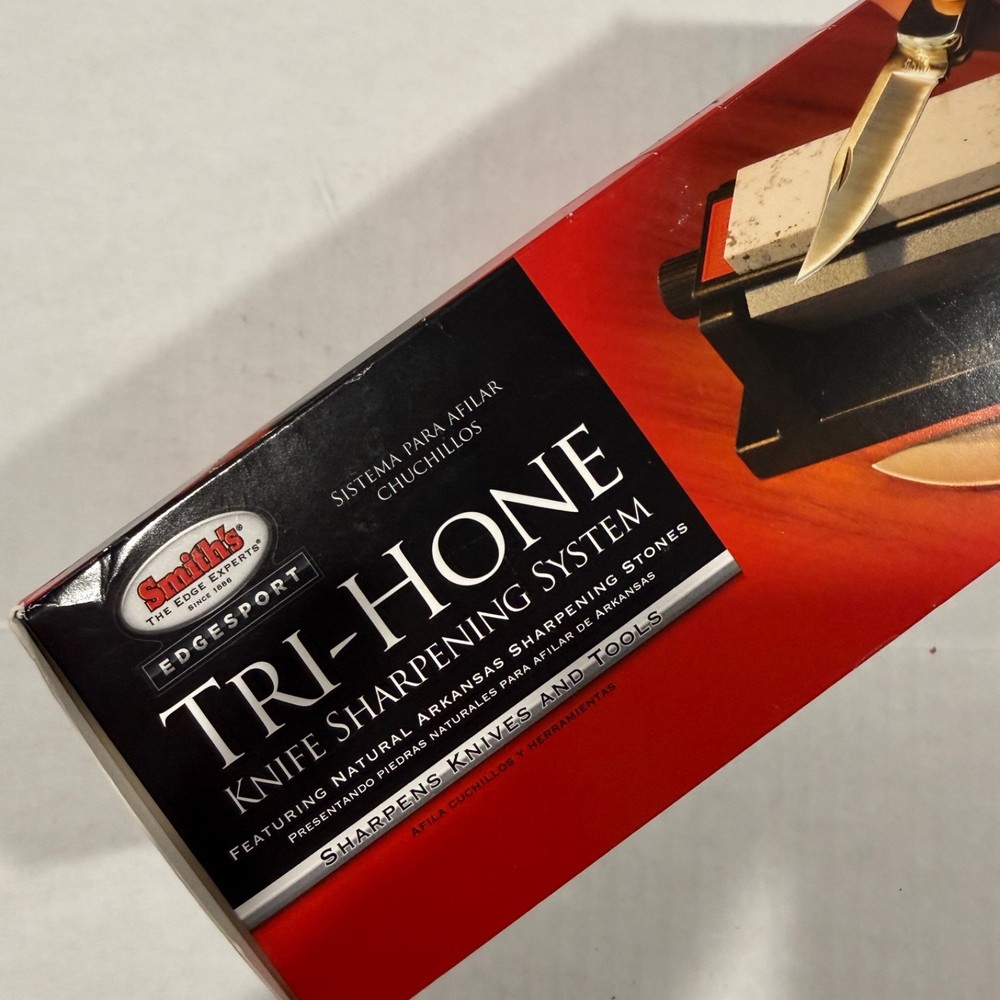 Smith's®
THE EDGE EXPERTS®
SINCE 1886
EDGESPORT
SISTEMA PARA AFILAR
CHUCHILLOS
TRI-HONE
KNIFE SHARPENING SYSTEM
FEATURING NATURAL ARKANSAS SHARPENING STONES
PRESENTANDO PIEDRAS NATURALES PARA AFILAR DE ARKANSAS
SHARPENS KNIVES AND TOOLS
AFILA CUCHILLOS Y HERRAMIENTAS